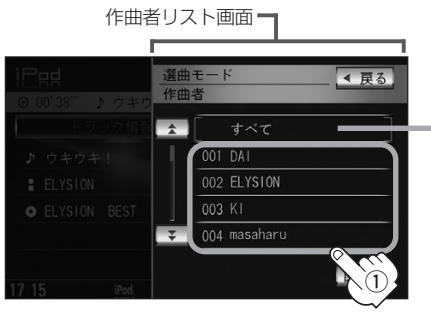 作曲者リスト画面
iPod
00'38" ♪ ウキウ
トラック情報
♪ ウキウキ!
ELYSION
ELYSION BEST
17 15 iPod
選曲モード
作曲者
戻る
すべて
001 DAI
002 ELYSION
003 KI
004 masaharu
①